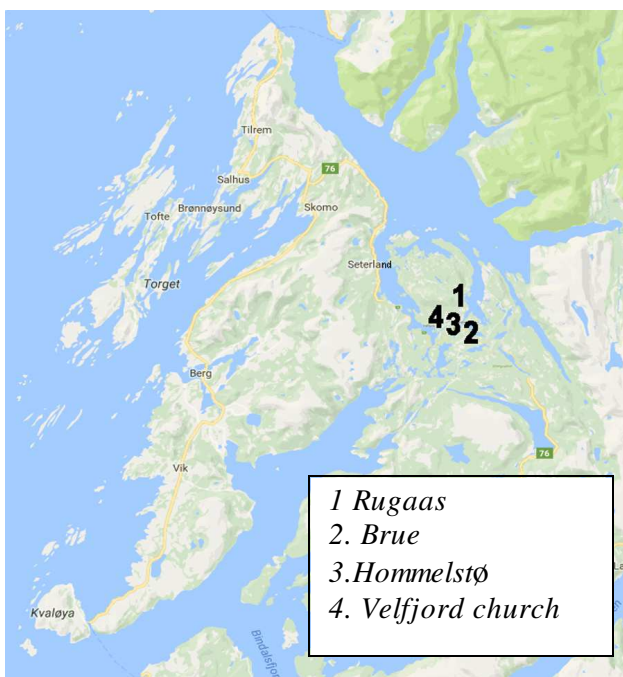 Tilrem
76
Salhus
Brønnøysund
Skomo
Tofte
Seterland
Torget
1
4 3 2
Berg
76
Vik
1 Rugaas
2. Brue
3.Hommelstø
4. Velfjord church
Kvaløya
Bindalsfjor